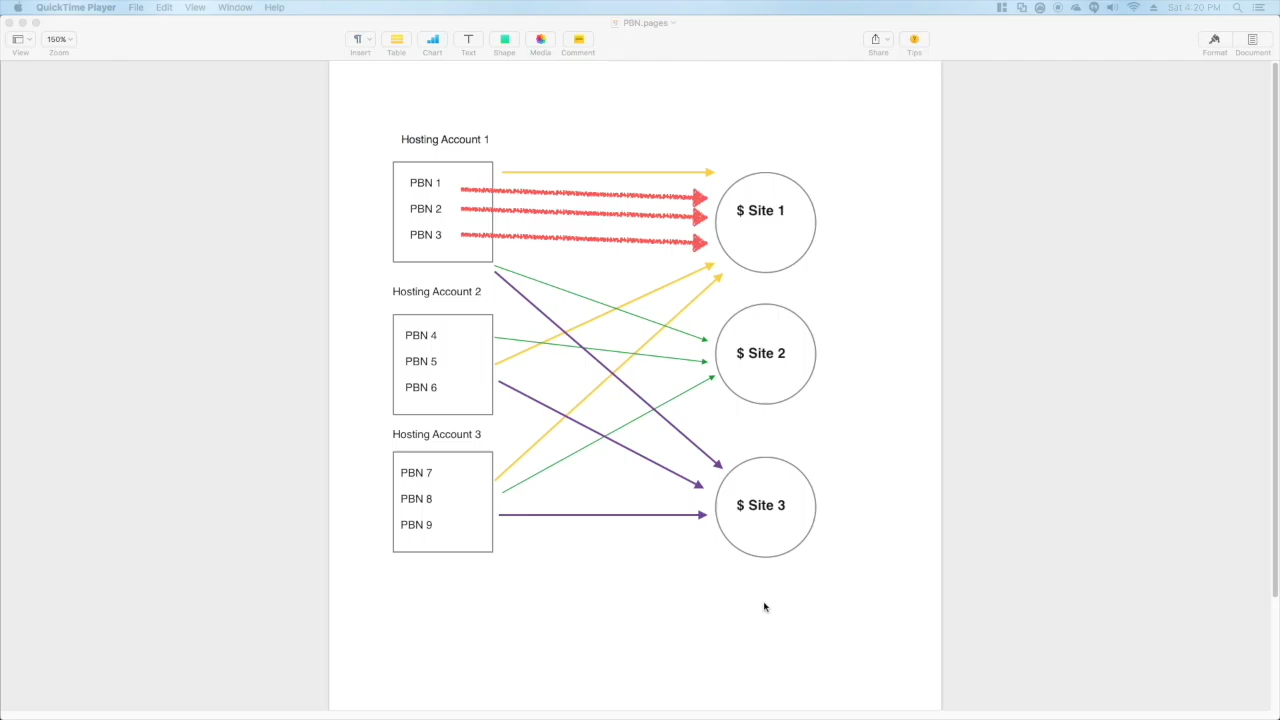 QuickTime Player File Edit View Window Help
Sat 4:20 PM
PBN.pages
150%
View Zoom
Insert Table Chart Text Shape Media Comment
Share Tips
Format Document
Hosting Account 1
PBN 1
PBN 2
PBN 3
$ Site 1
Hosting Account 2
PBN 4
PBN 5
PBN 6
$ Site 2
Hosting Account 3
PBN 7
PBN 8
PBN 9
$ Site 3